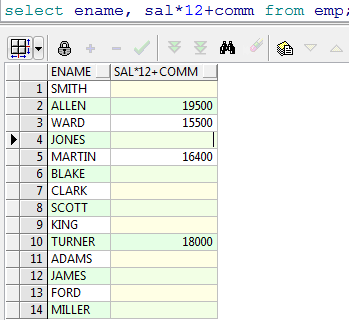 select ename, sal*12+comm from emp;
ENAME SAL*12+COMM
1 SMITH
2 ALLEN 19500
3 WARD 15500
4 JONES
5 MARTIN 16400
6 BLAKE
7 CLARK
8 SCOTT
9 KING
10 TURNER 18000
11 ADAMS
12 JAMES
13 FORD
14 MILLER